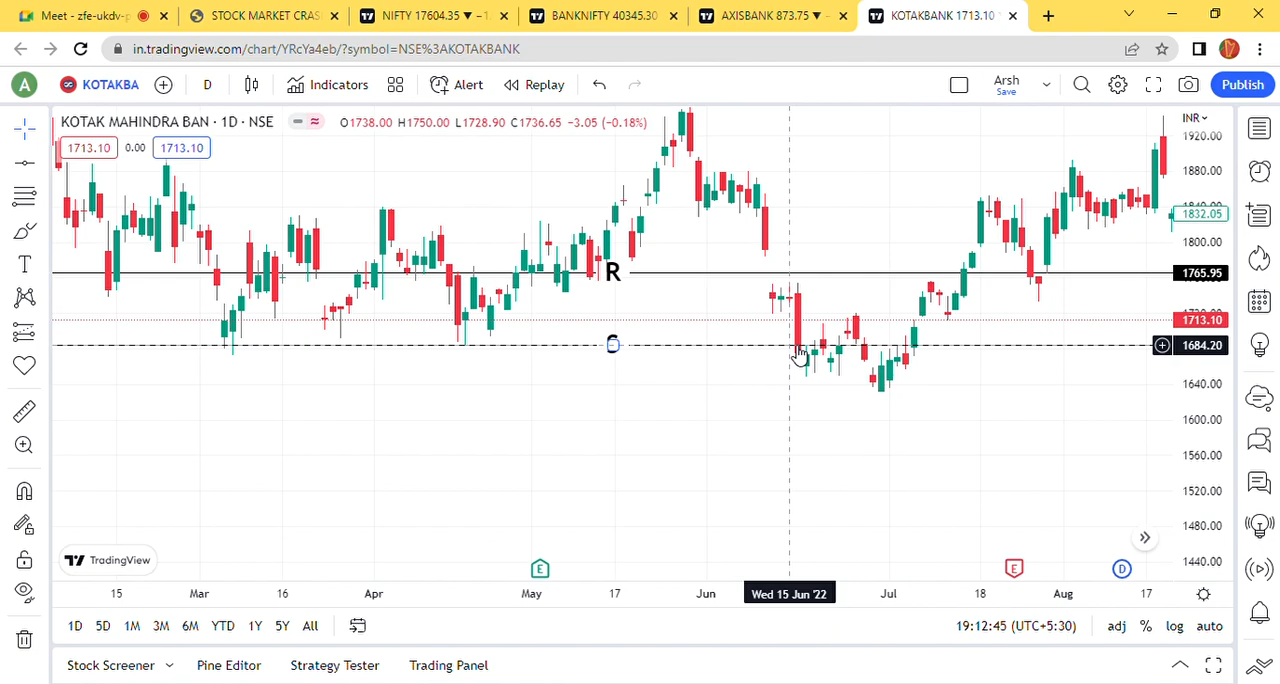 Meet - zfe-ukdv-p
STOCK MARKET CRAS
NIFTY 17604.35 ▼ −1.
BANKNIFTY 40345.30
AXISBANK 873.75 ▼
KOTAKBANK 1713.10
in.tradingview.com/chart/YRcYa4eb/?symbol=NSE%3AKOTAKBANK
A KOTAKBA D Indicators Alert Replay Arsh Save Publish
KOTAK MAHINDRA BAN · 1D · NSE O1738.00 H1750.00 L1728.90 C1736.65 −3.05 (−0.18%) INR
1713.10 0.00 1713.10
1920.00
1880.00
1832.05
1800.00
R 1765.95
1713.10
1684.20
1640.00
1600.00
1560.00
1520.00
1480.00
1440.00
TradingView
E E D
15 Mar 16 Apr May 17 Jun Wed 15 Jun '22 Jul 18 Aug 17
1D 5D 1M 3M 6M YTD 1Y 5Y All 19:12:45 (UTC+5:30) adj % log auto
Stock Screener Pine Editor Strategy Tester Trading Panel